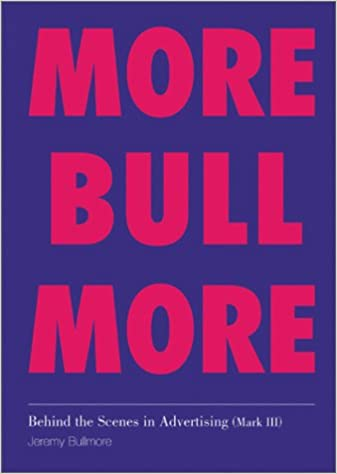 MORE
BULL
MORE
Behind the Scenes in Advertising (Mark III)
Jeremy Bullmore